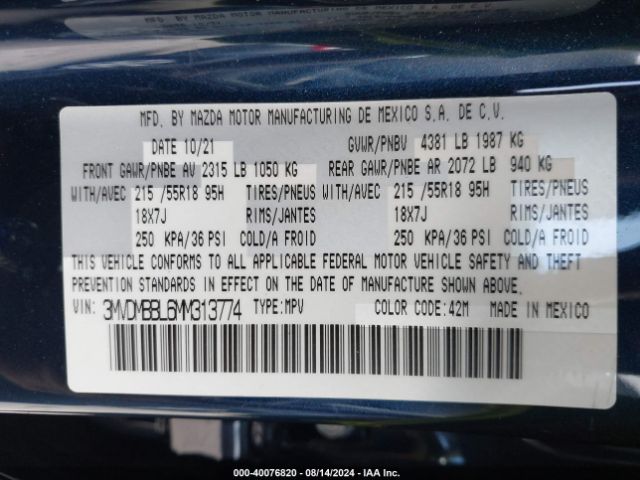 MFD. BY MAZDA MOTOR MANUFACTURING DE MEXICO S.A. DE C.V.
DATE 10/21 GVWR/PNBV 4381 LB 1987 KG
FRONT GAWR/PNBE AV 2315 LB 1050 KG REAR GAWR/PNBE AR 2072 LB 940 KG
WITH/AVEC 215 /55R18 95H TIRES/PNEUS WITH/AVEC 215 /55R18 95H TIRES/PNEUS
18X7J RIMS/JANTES 18X7J RIMS/JANTES
250 KPA/36 PSI COLD/A FROID 250 KPA/36 PSI COLD/A FROID
THIS VEHICLE CONFORMS TO ALL APPLICABLE FEDERAL MOTOR VEHICLE SAFETY AND THEFT
PREVENTION STANDARDS IN EFFECT ON THE DATE OF MANUFACTURE SHOWN ABOVE.
VIN: 3MVDMBBL6MM313774 TYPE:MPV COLOR CODE:42M MADE IN MEXICO
000-40076820 - 08/14/2024 - IAA Inc.